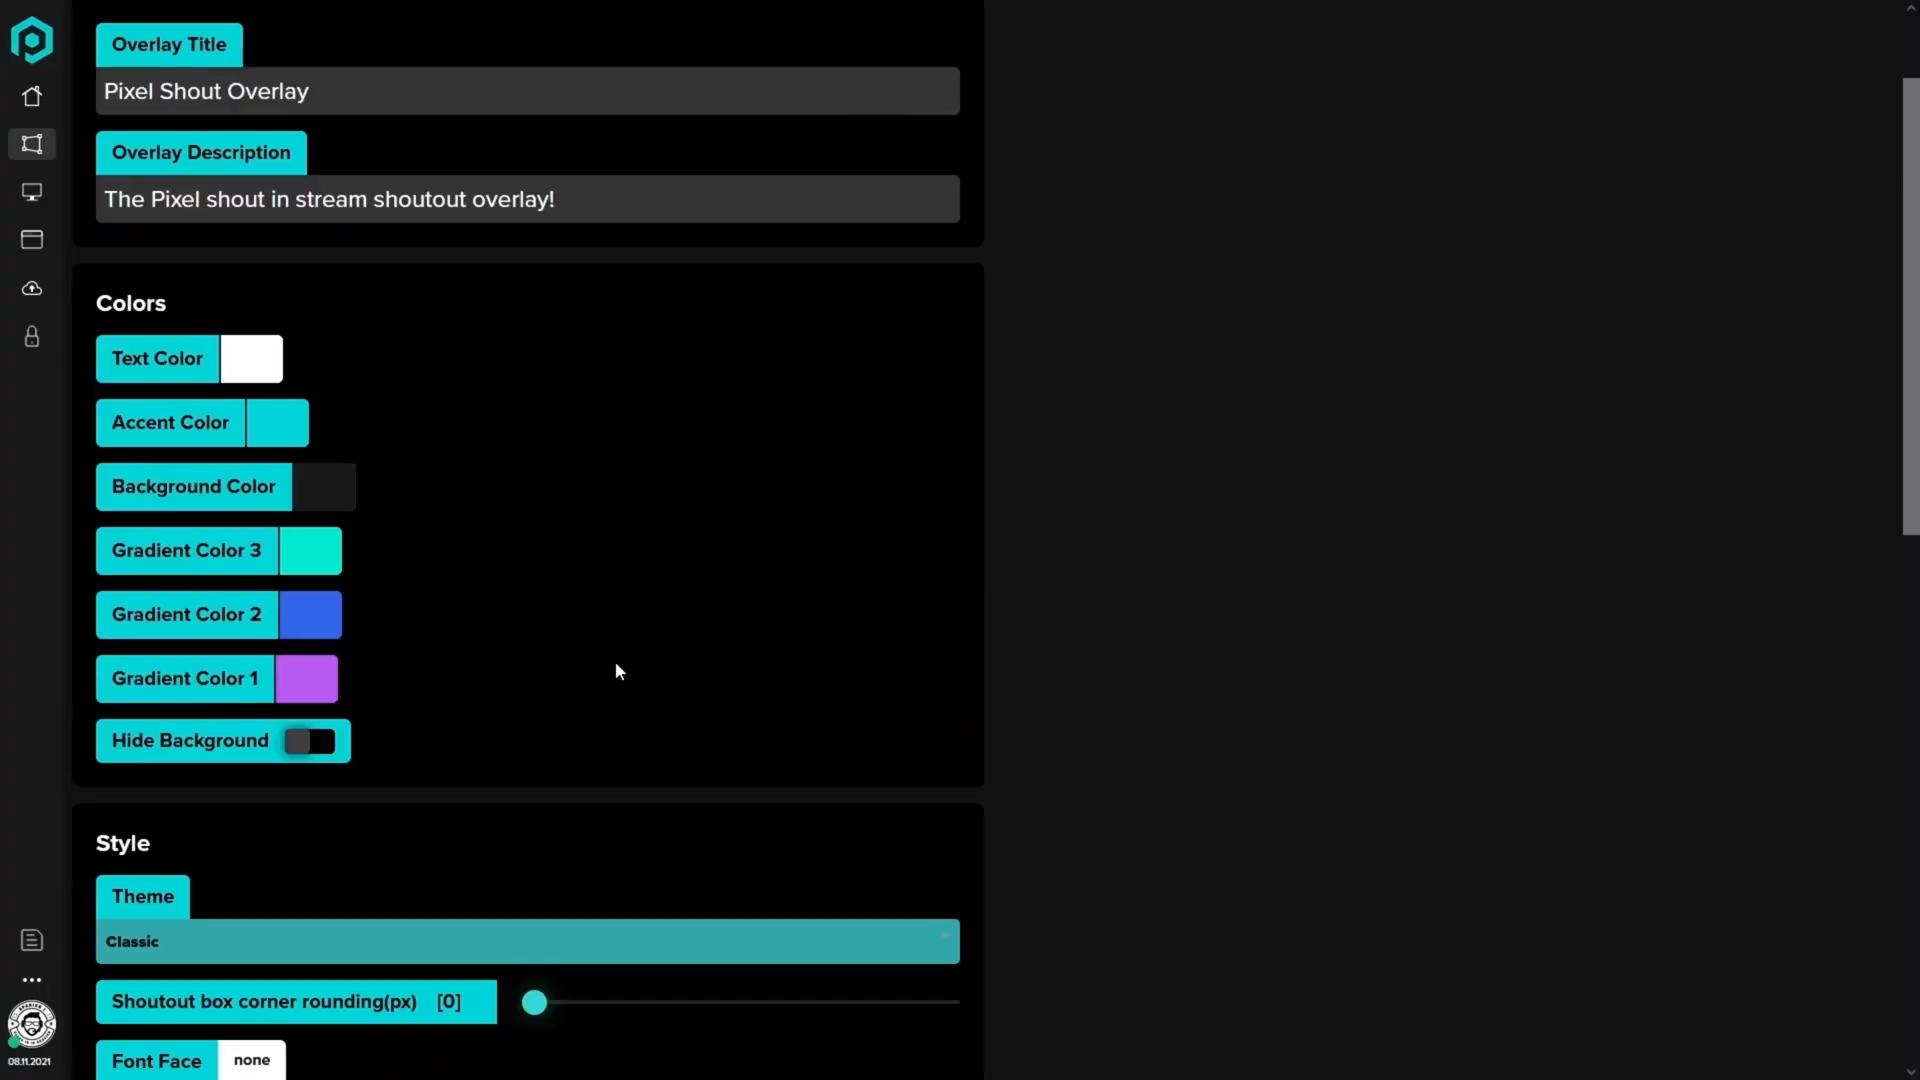 Overlay Title
Pixel Shout Overlay
Overlay Description
The Pixel shout in stream shoutout overlay!
Colors
Text Color
Accent Color
Background Color
Gradient Color 3
Gradient Color 2
Gradient Color 1
Hide Background
Style
Theme
Classic
Shoutout box corner rounding(px) [0]
Font Face none
08.11.2021